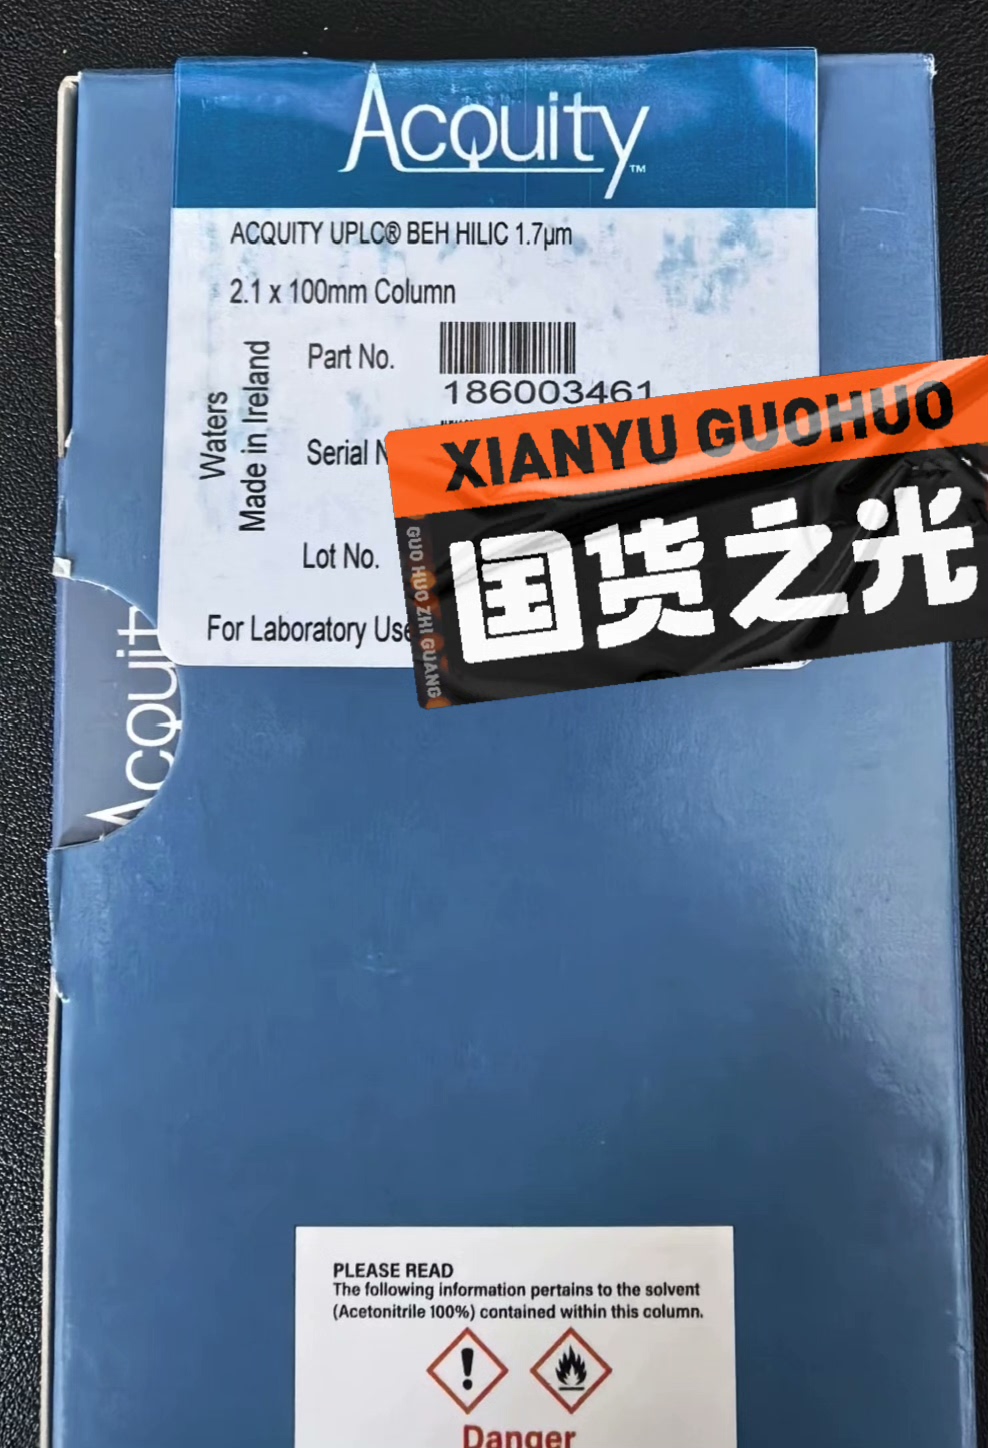 Acquity™
ACQUITY UPLC® BEH HILIC 1.7µm
2.1 x 100mm Column
Waters
Made in Ireland
Part No.
186003461
Serial
Lot No.
For Laboratory Use
XIANYU GUOHUO
国货之光
GUO HUO ZHI GUANG
Acquit
PLEASE READ
The following information pertains to the solvent
(Acetonitrile 100%) contained within this column.
Danger